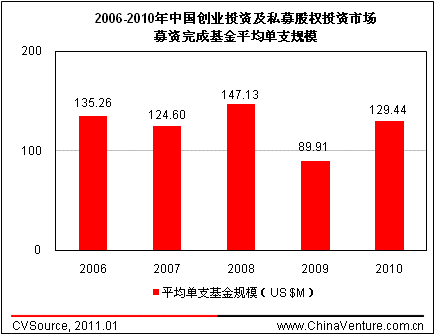 2006-2010年中国创业投资及私募股权投资市场
募资完成基金平均单支规模
200
147.13
135.26
129.44
124.60
100
89.91
0
2006 2007 2008 2009 2010
平均单支基金规模（US $M）
CVSource, 2011.01 www.ChinaVenture.com.cn